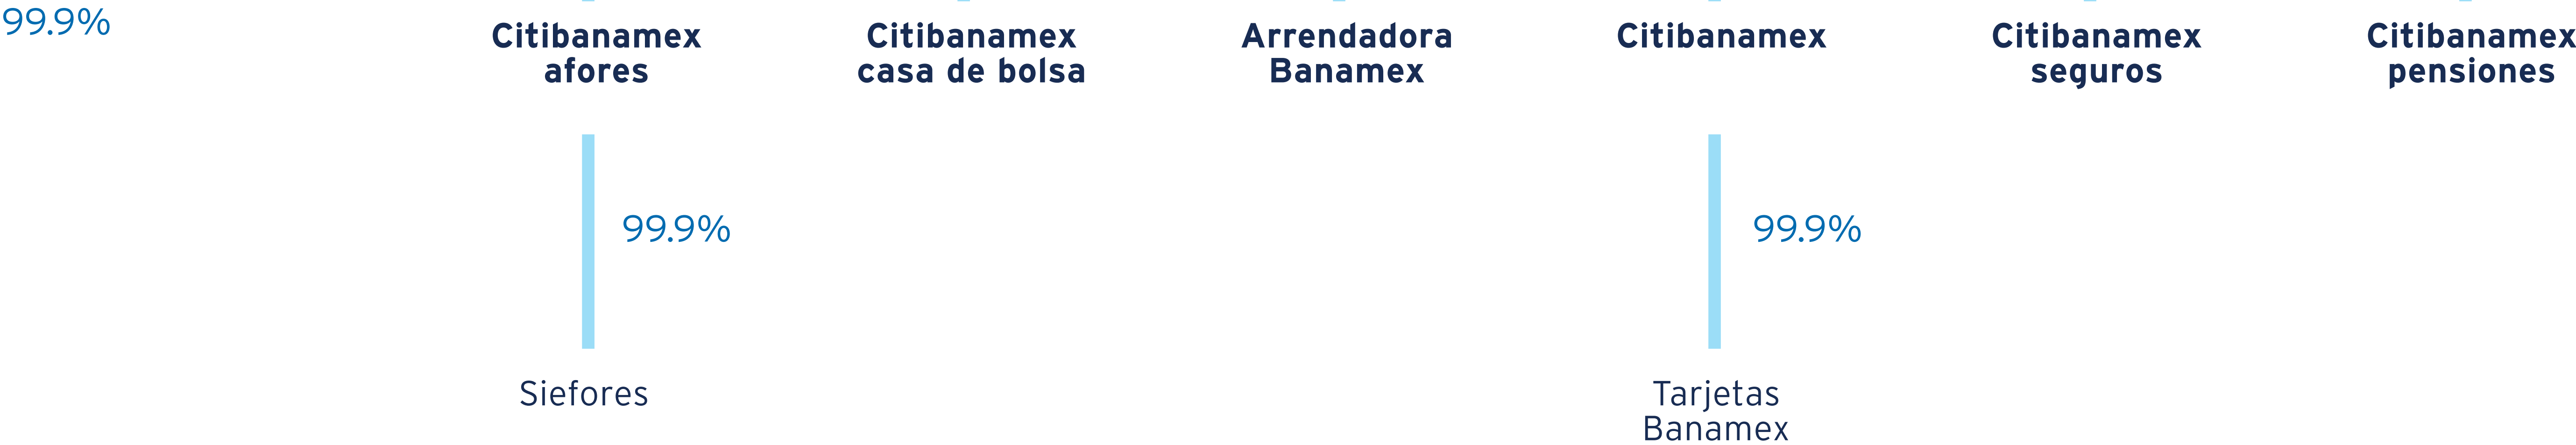 99.9%
Citibanamex
afores
Citibanamex
casa de bolsa
Arrendadora
Banamex
Citibanamex
Citibanamex
seguros
Citibanamex
pensiones
99.9%
99.9%
Siefores
Tarjetas
Banamex